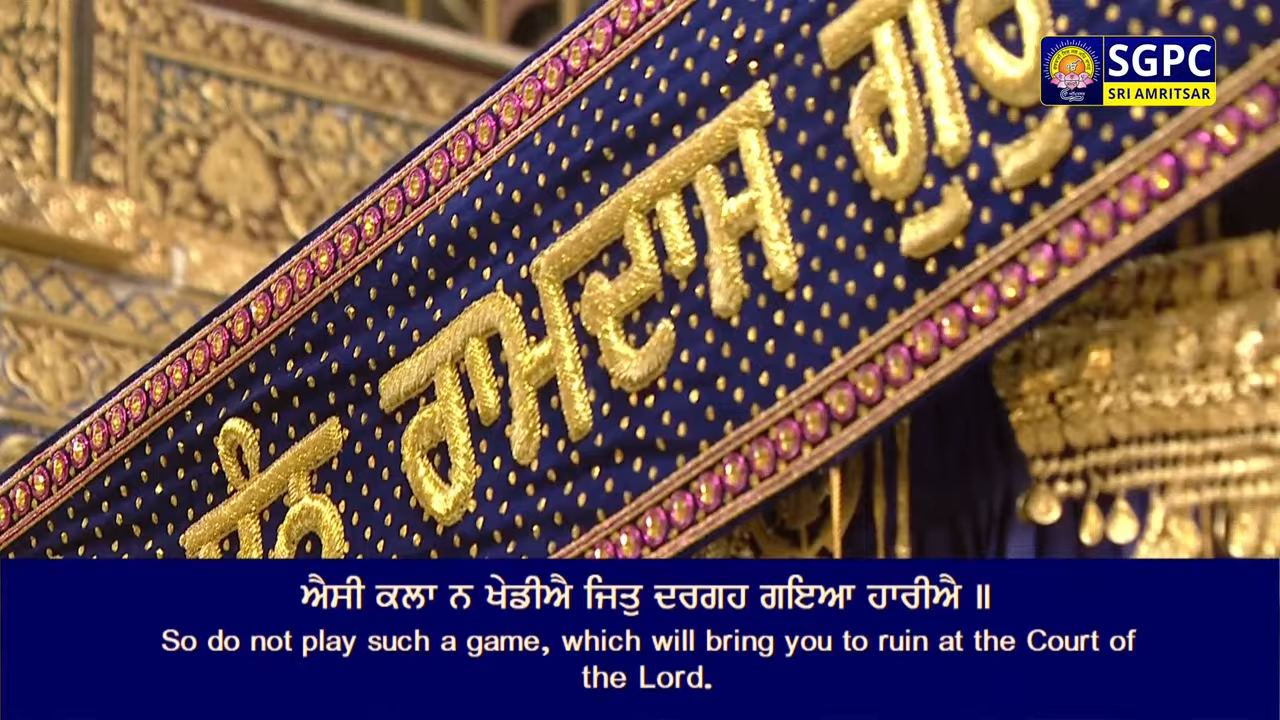 SGPC
SRI AMRITSAR
ਰਾਮਦਾਸ
ਐਸੀ ਕਲਾ ਨ ਖੇਡੀਐ ਜਿਤੁ ਦਰਗਹ ਗਇਆ ਹਾਰੀਐ ॥
So do not play such a game, which will bring you to ruin at the Court of
the Lord.